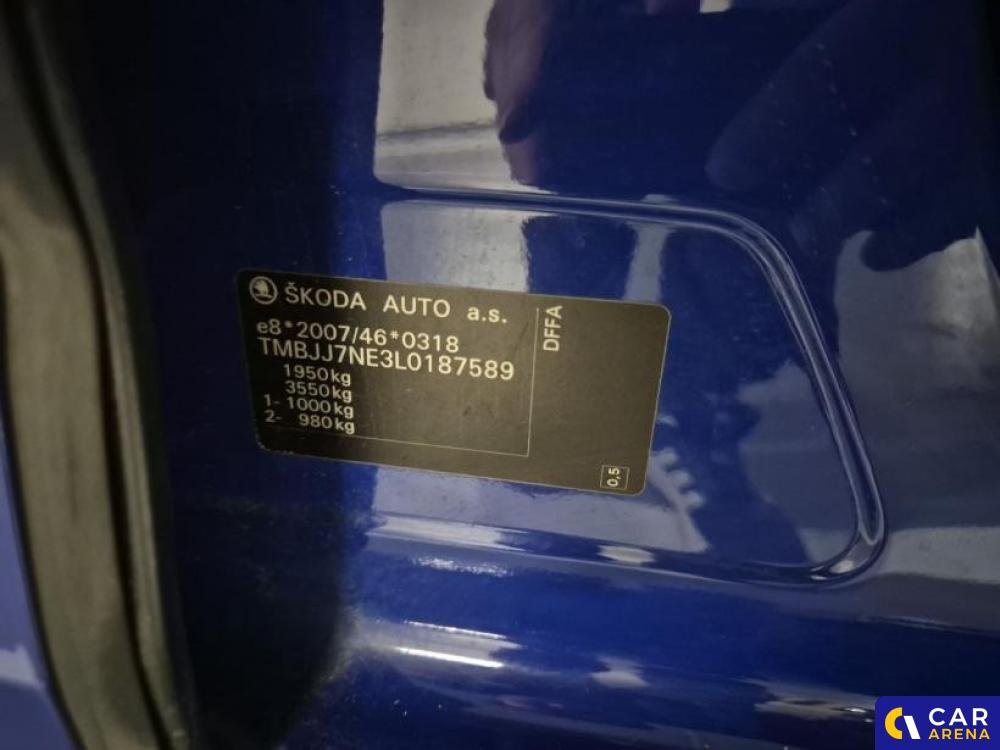 ŠKODA AUTO a.s.
e8*2007/46*0318
TMBJJ7NE3L0187589
1950kg
3550kg
1- 1000kg
2- 980kg
DFFA
0,5
CAR
ARENA